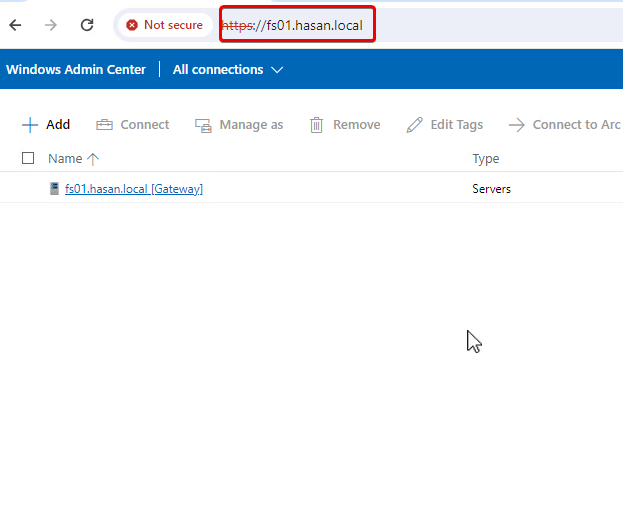 Not secure https://fs01.hasan.local
Windows Admin Center All connections
Add Connect Manage as Remove Edit Tags Connect to Arc
Name Type
fs01.hasan.local [Gateway] Servers